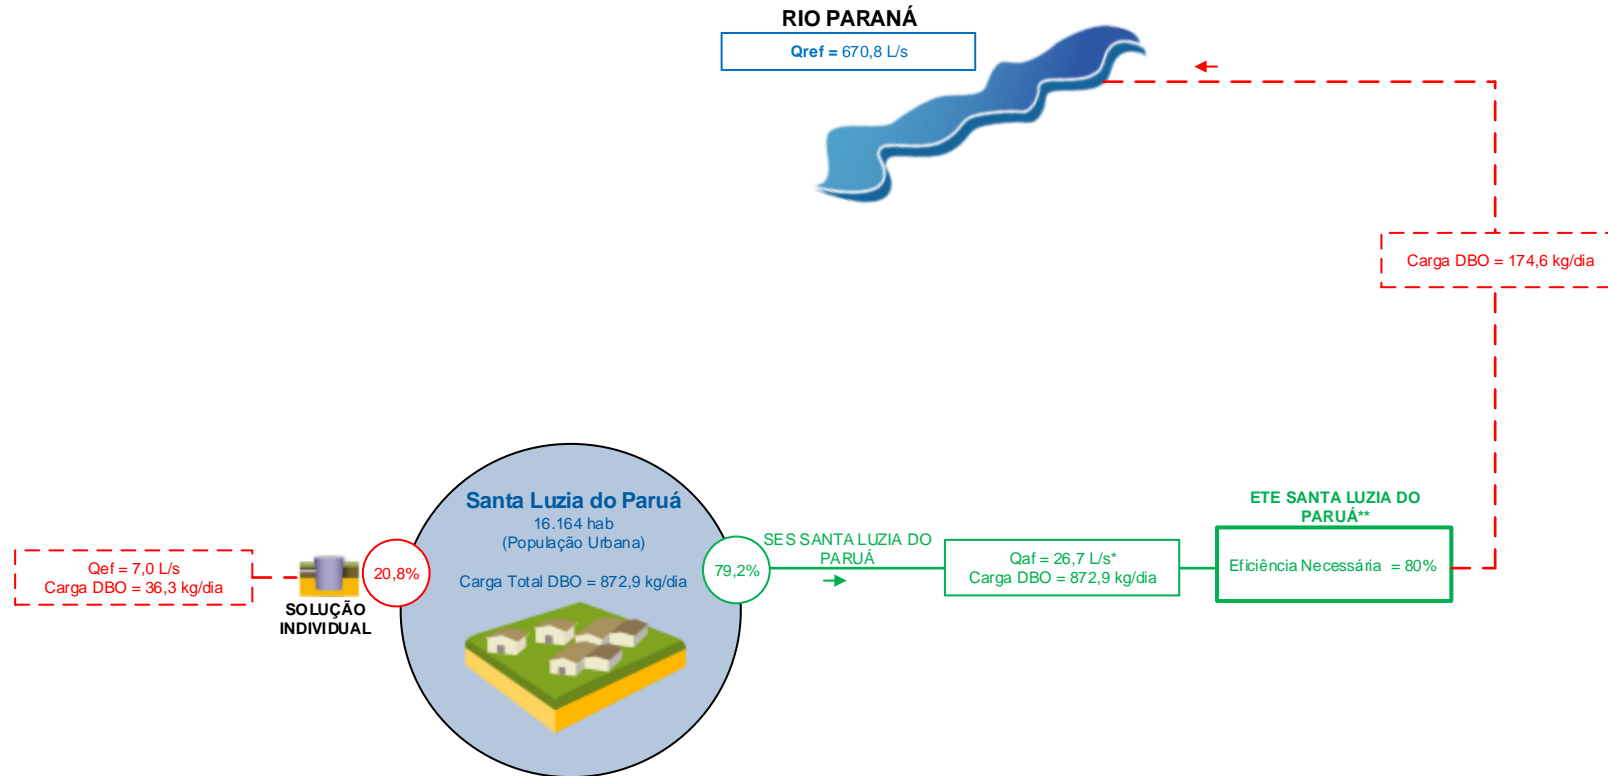 RIO PARANÁ
Qref = 670,8 L/s
Carga DBO = 174,6 kg/dia
Santa Luzia do Paruá
16.164 hab
(População Urbana)
Carga Total DBO = 872,9 kg/dia
Qef = 7,0 L/s
Carga DBO = 36,3 kg/dia
SOLUÇÃO
INDIVIDUAL
20,8%
79,2%
SES SANTA LUZIA DO
PARUÁ
Qaf = 26,7 L/s*
Carga DBO = 872,9 kg/dia
ETE SANTA LUZIA DO
PARUÁ**
Eficiência Necessária = 80%